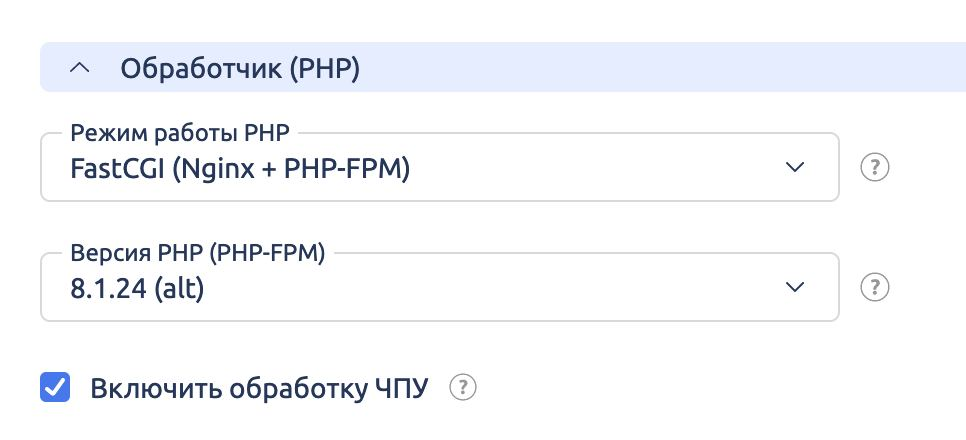 Обработчик (PHP)
Режим работы PHP
FastCGI (Nginx + PHP-FPM)
?
Версия PHP (PHP-FPM)
8.1.24 (alt)
?
Включить обработку ЧПУ ?